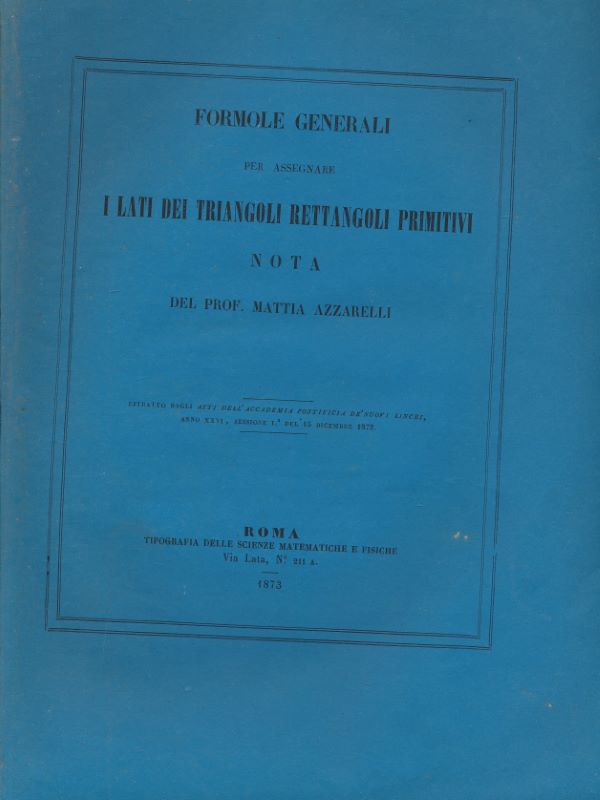 FORMOLE GENERALI
PER ASSEGNARE
I LATI DEI TRIANGOLI RETTANGOLI PRIMITIVI
NOTA
DEL PROF. MATTIA AZZARELLI
ESTRATTO DAGLI ATTI DELL'ACCADEMIA PONTIFICIA DE'NUOVI LINCEI,
ANNO XXVI, SESSIONE I.ª DEL 15 DICEMBRE 1872.
ROMA
TIPOGRAFIA DELLE SCIENZE MATEMATICHE E FISICHE
Via Lata, N.º 211 A.
1873